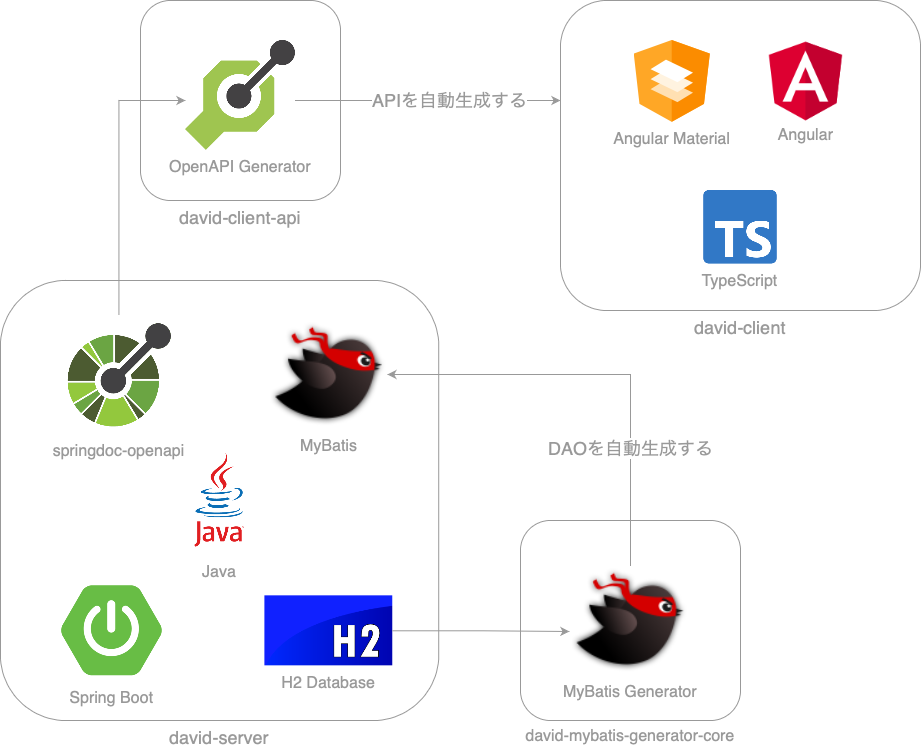 OpenAPI Generator
david-client-api
APIを自動生成する
Angular Material
Angular
TS
TypeScript
david-client
springdoc-openapi
MyBatis
Java
Java
Spring Boot
H2
H2 Database
david-server
DAOを自動生成する
MyBatis Generator
david-mybatis-generator-core